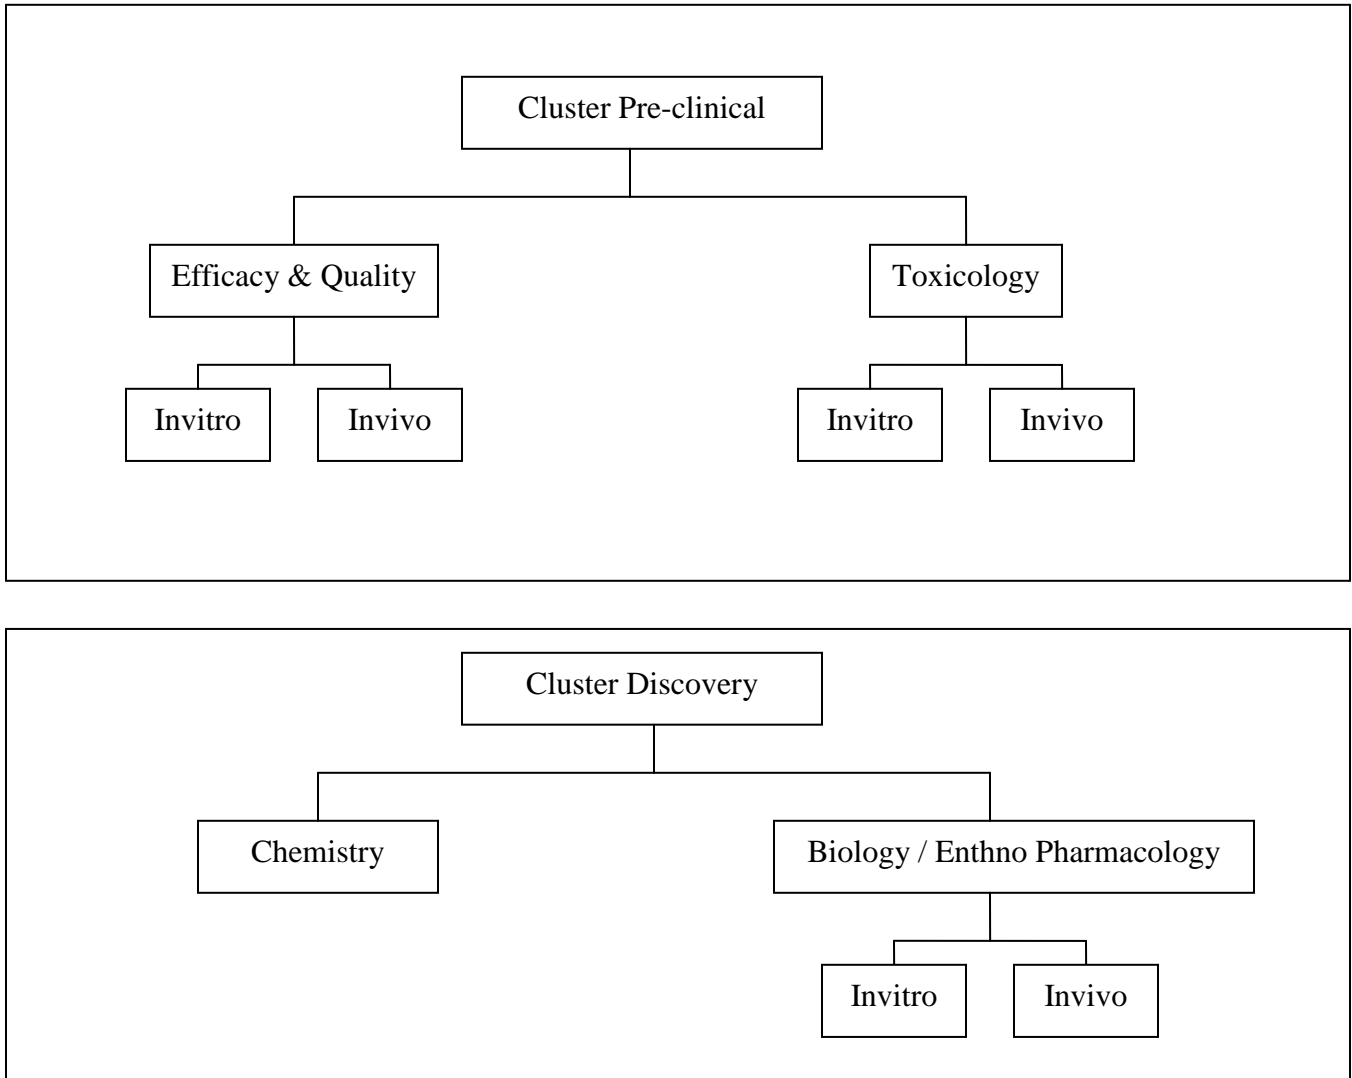 Cluster Pre-clinical
Efficacy & Quality
Toxicology
Invitro
Invivo
Invitro
Invivo
Cluster Discovery
Chemistry
Biology / Enthno Pharmacology
Invitro
Invivo